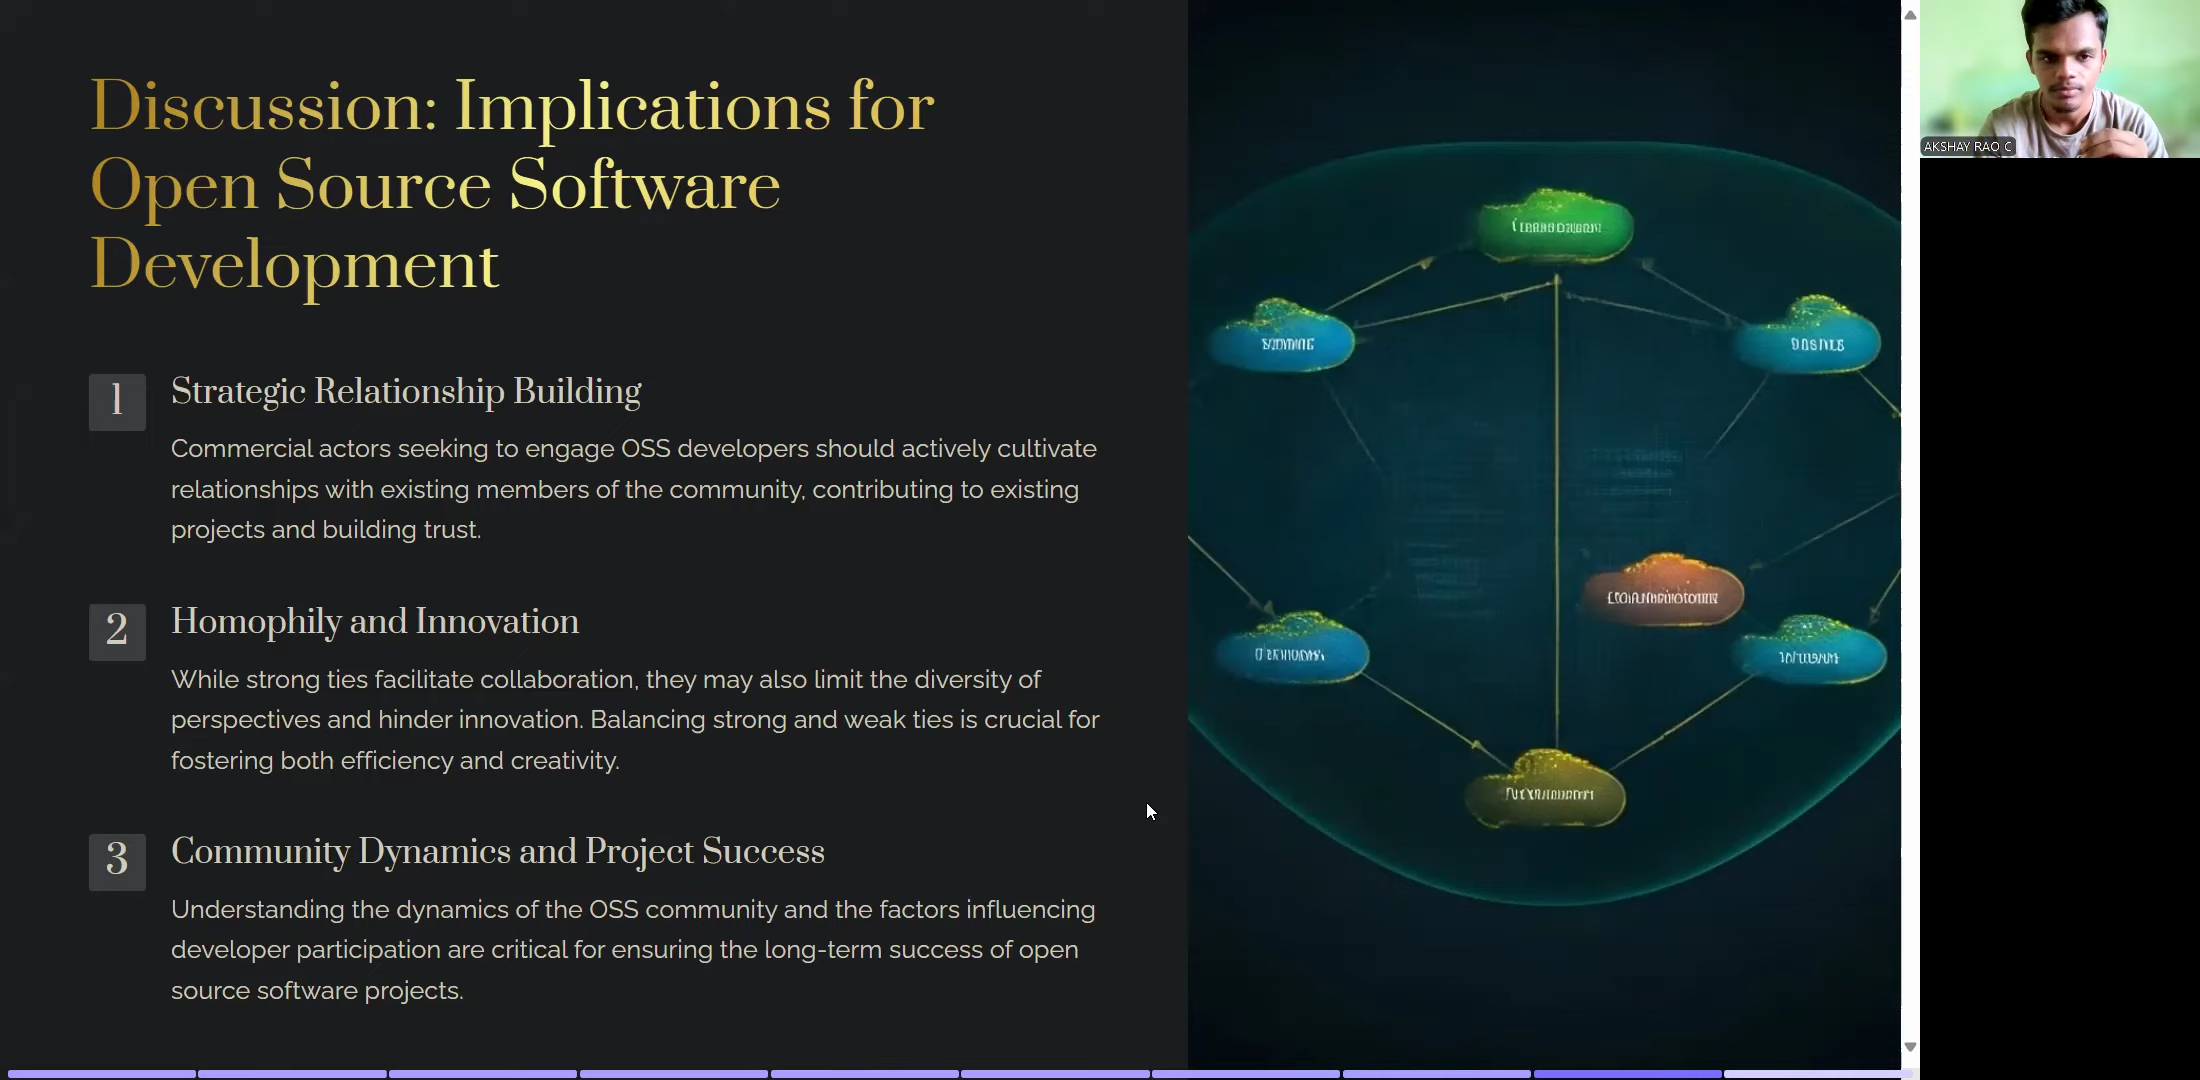 Discussion: Implications for
Open Source Software
Development
1
Strategic Relationship Building
Commercial actors seeking to engage OSS developers should actively cultivate
relationships with existing members of the community, contributing to existing
projects and building trust.
2
Homophily and Innovation
While strong ties facilitate collaboration, they may also limit the diversity of
perspectives and hinder innovation. Balancing strong and weak ties is crucial for
fostering both efficiency and creativity.
3
Community Dynamics and Project Success
Understanding the dynamics of the OSS community and the factors influencing
developer participation are critical for ensuring the long-term success of open
source software projects.
AKSHAY RAO C